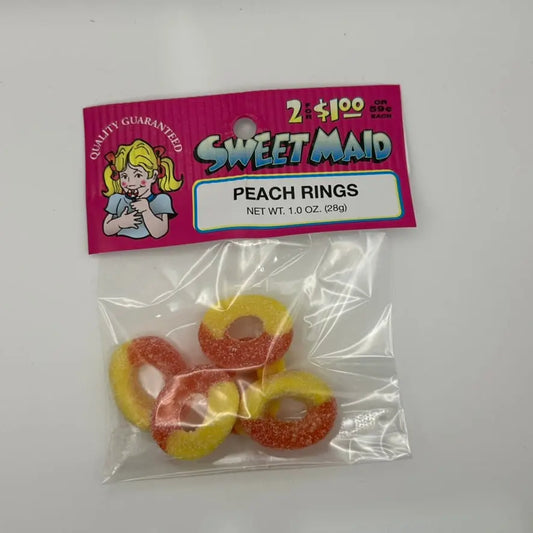 QUALITY GUARANTEED
2 FOR $1.00 OR 59¢ EACH
SWEET MAID
PEACH RINGS
NET WT. 1.0 OZ. (28g)